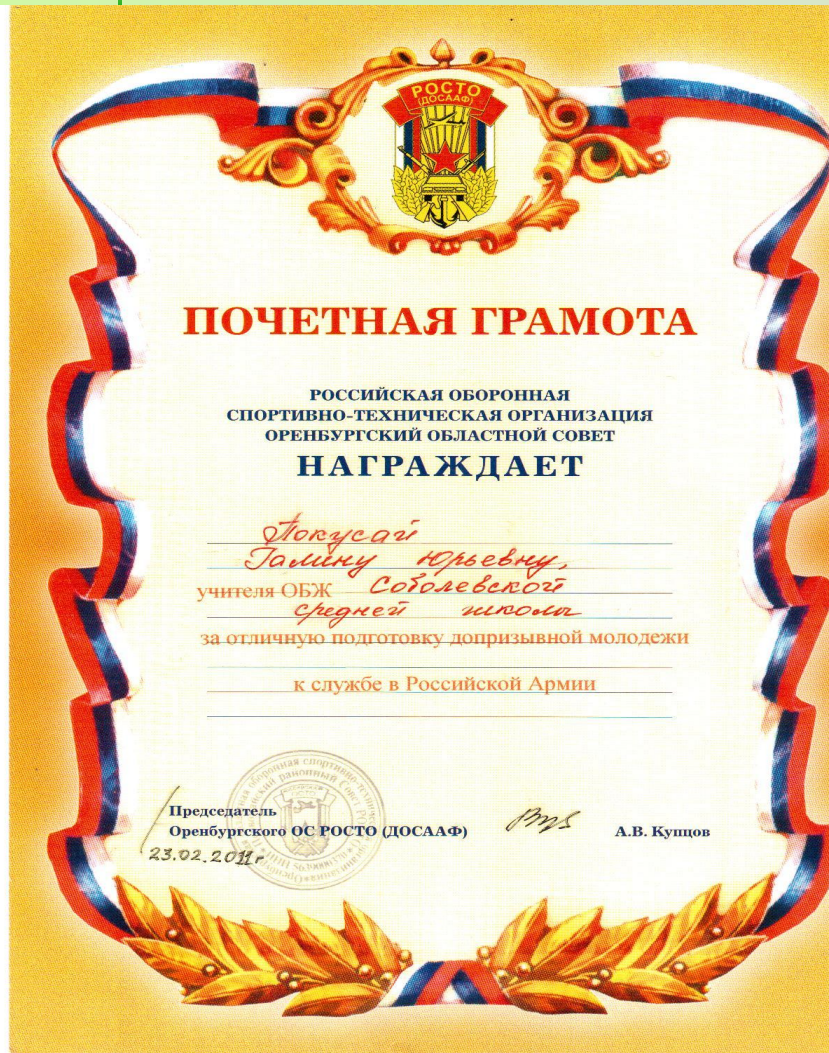 РОСТО
(ДОСААФ)
ПОЧЕТНАЯ ГРАМОТА
РОССИЙСКАЯ ОБОРОННАЯ
СПОРТИВНО-ТЕХНИЧЕСКАЯ ОРГАНИЗАЦИЯ
ОРЕНБУРГСКИЙ ОБЛАСТНОЙ СОВЕТ
НАГРАЖДАЕТ
Покусай
Галину Юрьевну,
учителя ОБЖ Соболевской
средней школы
за отличную подготовку допризывной молодежи
к службе в Российской Армии
Председатель
Оренбургского ОС РОСТО (ДОСААФ) А.В. Купцов
23.02.2011г